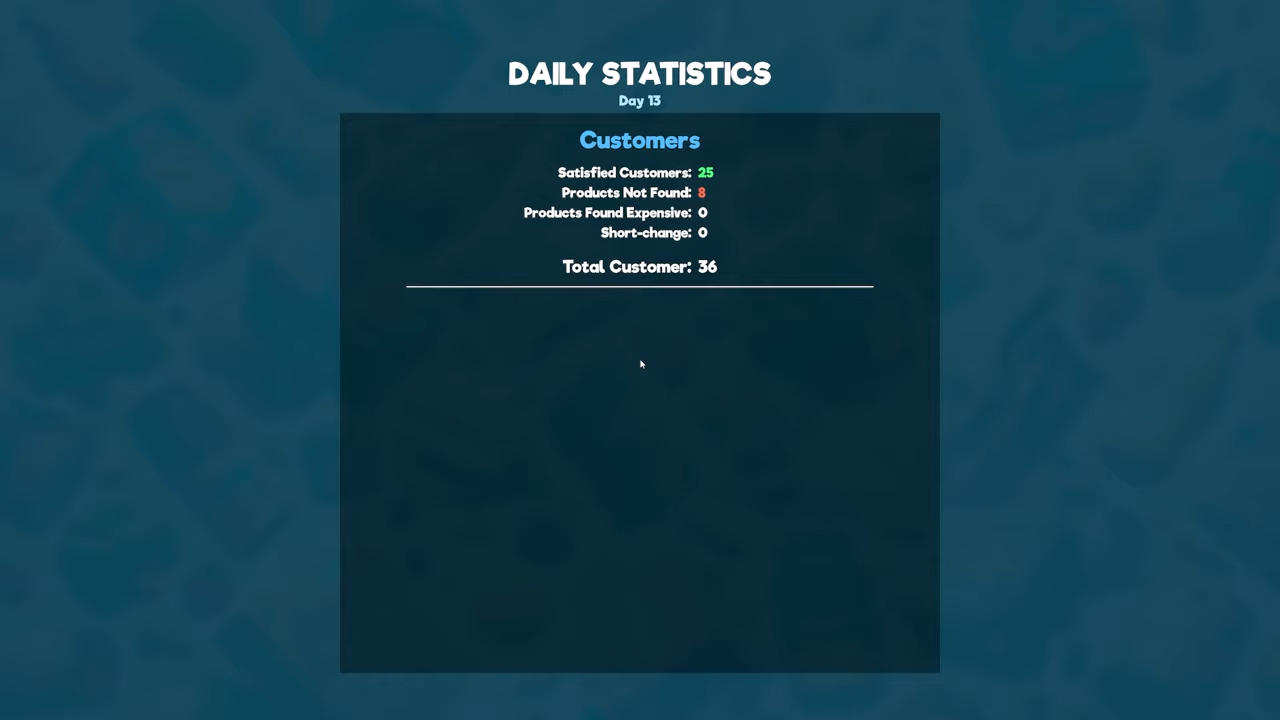 DAILY STATISTICS
Day 13
Customers
Satisfied Customers: 25
Products Not Found: 8
Products Found Expensive: 0
Short-change: 0
Total Customer: 36